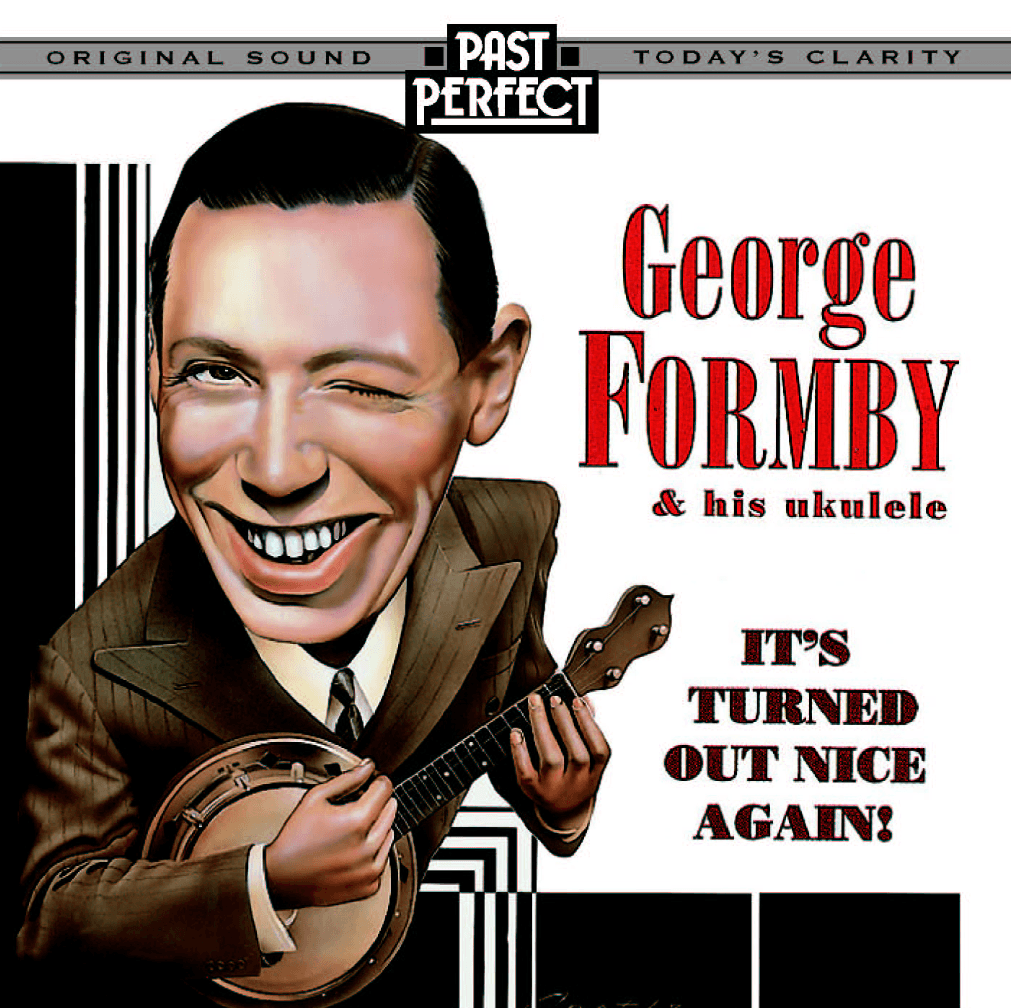 ORIGINAL SOUND
PAST
PERFECT
TODAY'S CLARITY
George
FORMBY
& his ukulele
IT'S
TURNED
OUT NICE
AGAIN!